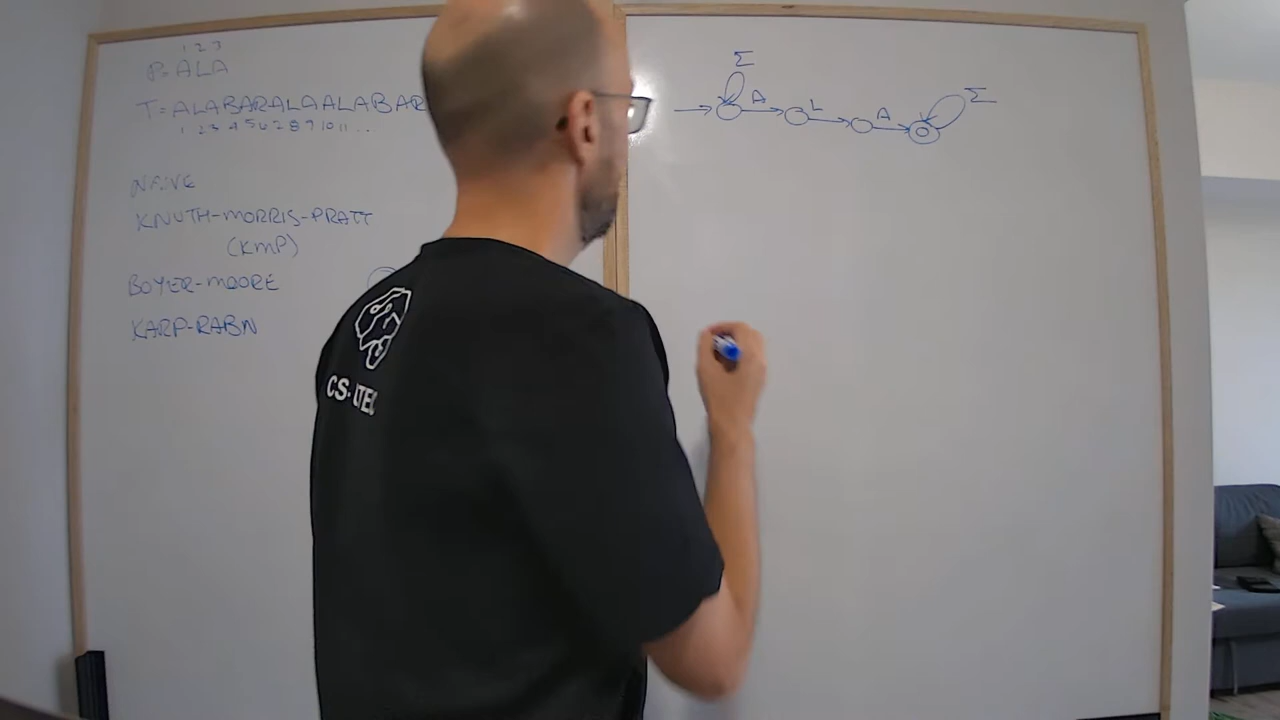 1 2 3
P=ALA
T=ALABARALAALABAR
1 2 3 4 5 6 7 8 9 10 11 ...
NAIVE
KNUTH-MORRIS-PRATT
(KMP)
BOYER-MOORE
KARP-RABIN
Σ
A L A
Σ
CS